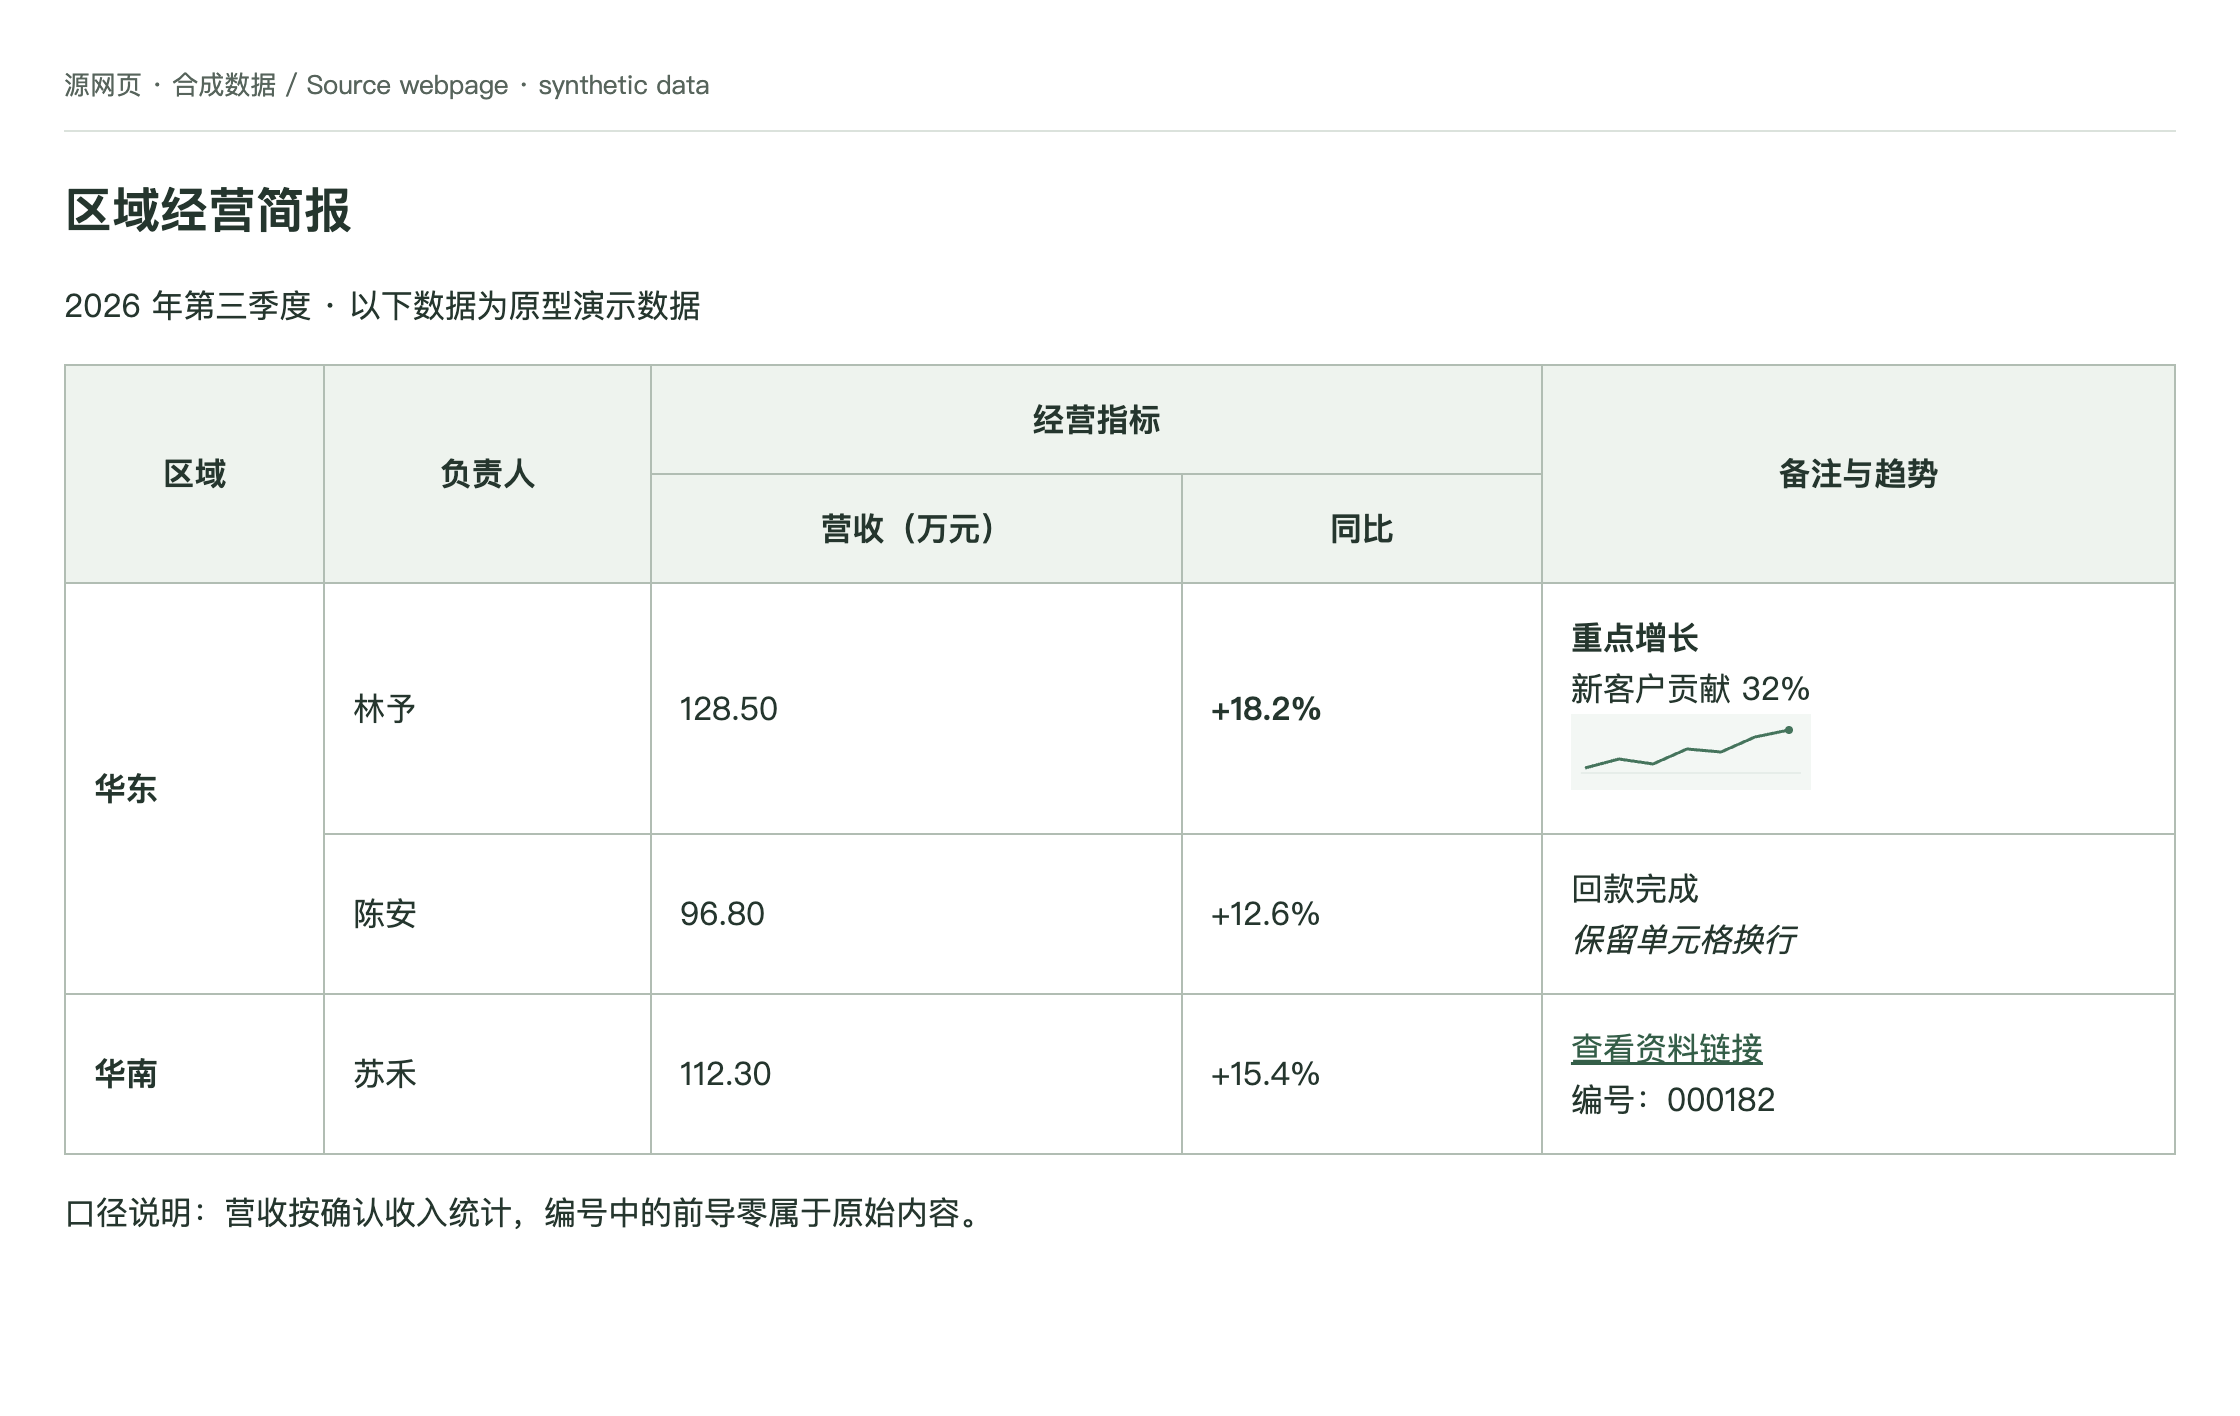 源网页 · 合成数据 / Source webpage · synthetic data
区域经营简报
2026 年第三季度 · 以下数据为原型演示数据
区域
负责人
经营指标
备注与趋势
营收（万元）
同比
华东
林予
128.50
+18.2%
重点增长
新客户贡献 32%
陈安
96.80
+12.6%
回款完成
保留单元格换行
华南
苏禾
112.30
+15.4%
查看资料链接
编号：000182
口径说明：营收按确认收入统计，编号中的前导零属于原始内容。